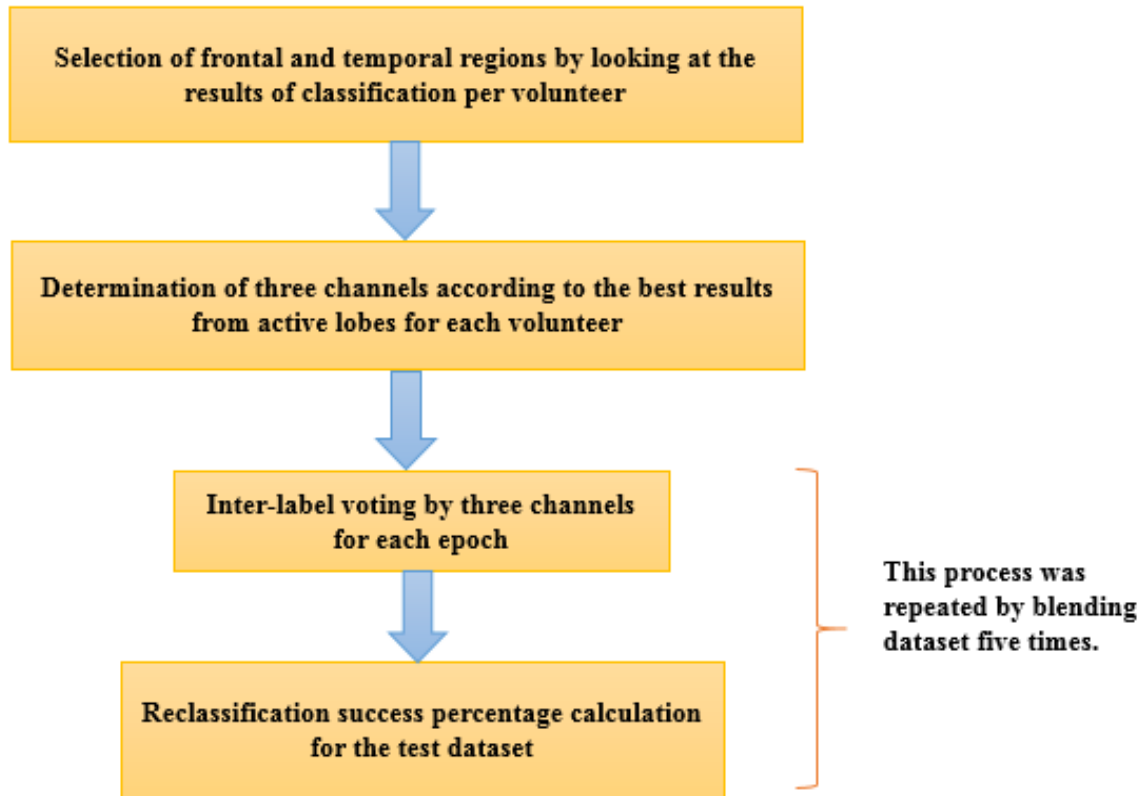 Selection of frontal and temporal regions by looking at the
results of classification per volunteer
Determination of three channels according to the best results
from active lobes for each volunteer
Inter-label voting by three channels
for each epoch
Reclassification success percentage calculation
for the test dataset
This process was
repeated by blending
dataset five times.